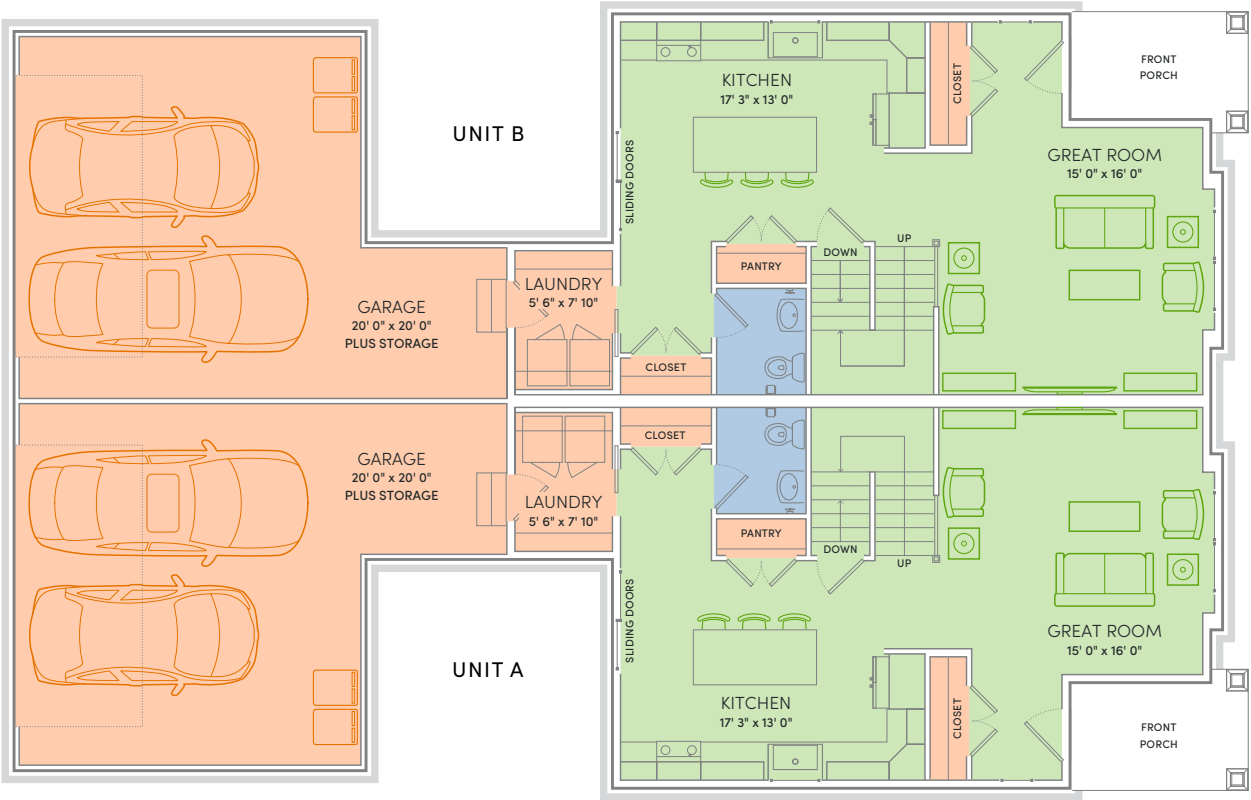 FRONT
PORCH
KITCHEN
17' 3" x 13' 0"
CLOSET
UNIT B
SLIDING DOORS
GREAT ROOM
15' 0" x 16' 0"
UP
DOWN
PANTRY
LAUNDRY
5' 6" x 7' 10"
GARAGE
20' 0" x 20' 0"
PLUS STORAGE
CLOSET
CLOSET
GARAGE
20' 0" x 20' 0"
PLUS STORAGE
LAUNDRY
5' 6" x 7' 10"
PANTRY
DOWN
UP
SLIDING DOORS
GREAT ROOM
15' 0" x 16' 0"
UNIT A
KITCHEN
17' 3" x 13' 0"
CLOSET
FRONT
PORCH